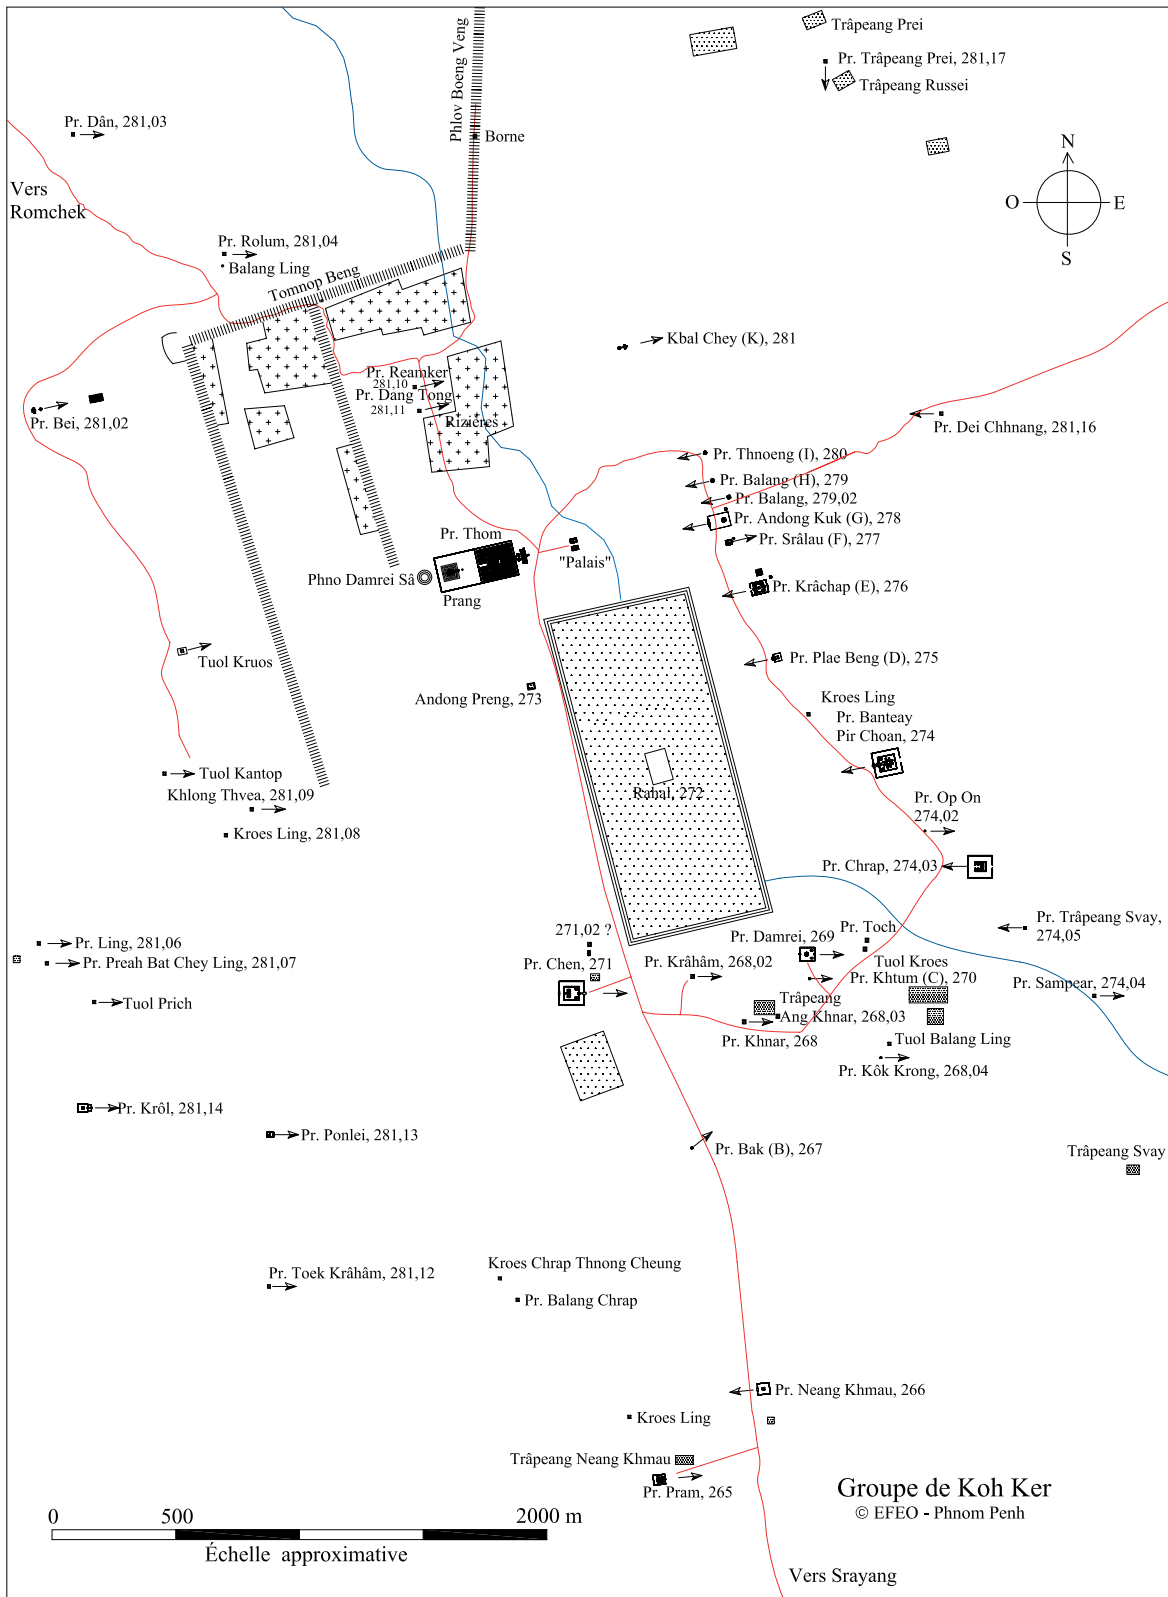 Trâpeang Prei
Pr. Trâpeang Prei, 281,17
Trâpeang Russei
Phlov Boeng Veng
Pr. Dân, 281,03
Borne
N
O
E
S
Vers
Romchek
Pr. Rolum, 281,04
Balang Ling
Tomnop Beng
Kbal Chey (K), 281
Pr. Reamker
281,10
Pr. Dang Tong
281,11
Rizières
Pr. Bei, 281,02
Pr. Dei Chhnang, 281,16
Pr. Thnoeng (I), 280
Pr. Balang (H), 279
Pr. Balang, 279,02
Pr. Andong Kuk (G), 278
Pr. Srâlau (F), 277
Pr. Thom
"Palais"
Phno Damrei Sâ
Prang
Pr. Krâchap (E), 276
Tuol Kruos
Pr. Plae Beng (D), 275
Andong Preng, 273
Kroes Ling
Pr. Banteay
Pir Choan, 274
Tuol Kantop
Khlong Thvea, 281,09
Rahal, 272
Kroes Ling, 281,08
Pr. Op On
274,02
Pr. Chrap, 274,03
Pr. Trâpeang Svay,
274,05
271,02 ?
Pr. Toch
Pr. Damrei, 269
Pr. Ling, 281,06
Pr. Preah Bat Chey Ling, 281,07
Pr. Chen, 271
Pr. Krâhâm, 268,02
Tuol Kroes
Pr. Khtum (C), 270
Pr. Sampear, 274,04
Tuol Prich
Trâpeang
Ang Khnar, 268,03
Pr. Khnar, 268
Tuol Balang Ling
Pr. Kôk Krong, 268,04
Pr. Krôl, 281,14
Pr. Ponlei, 281,13
Pr. Bak (B), 267
Trâpeang Svay
Kroes Chrap Thnong Cheung
Pr. Toek Krâhâm, 281,12
Pr. Balang Chrap
Pr. Neang Khmau, 266
Kroes Ling
Trâpeang Neang Khmau
Pr. Pram, 265
Groupe de Koh Ker
© EFEO - Phnom Penh
0 500 2000 m
Échelle approximative
Vers Srayang